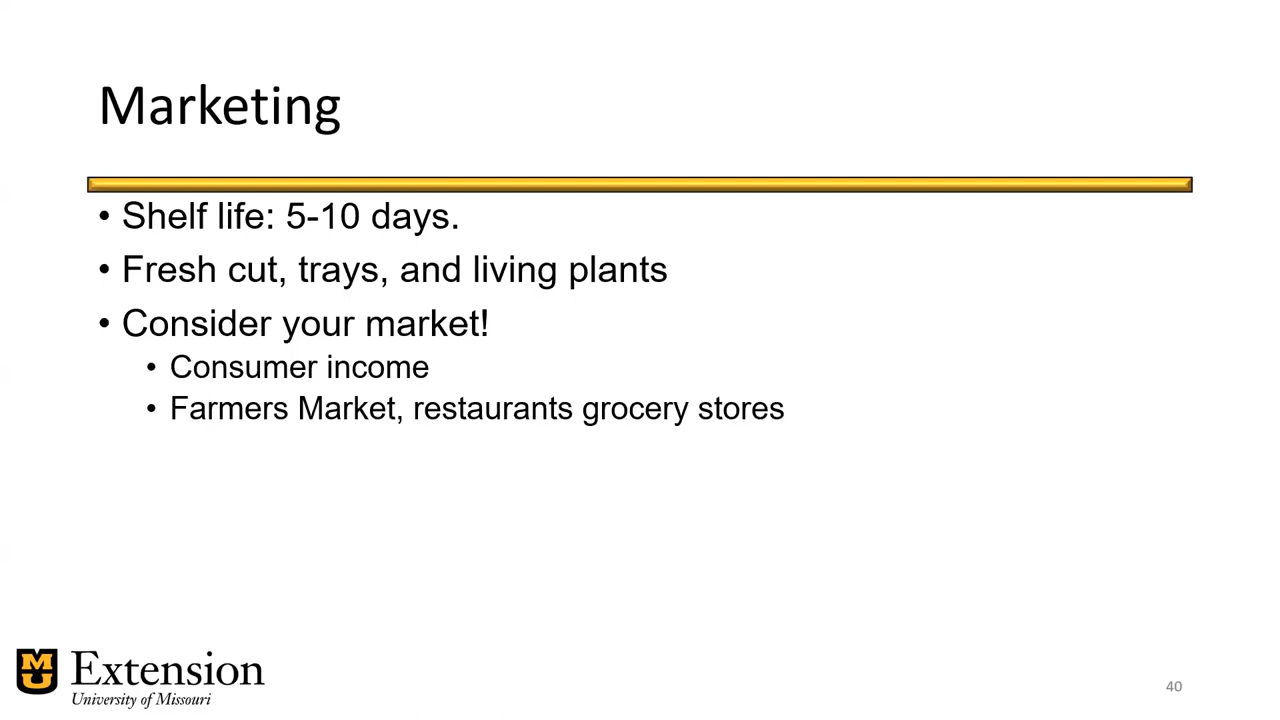 Marketing
• Shelf life: 5-10 days.
• Fresh cut, trays, and living plants
• Consider your market!
• Consumer income
• Farmers Market, restaurants grocery stores
MU
Extension
University of Missouri
40